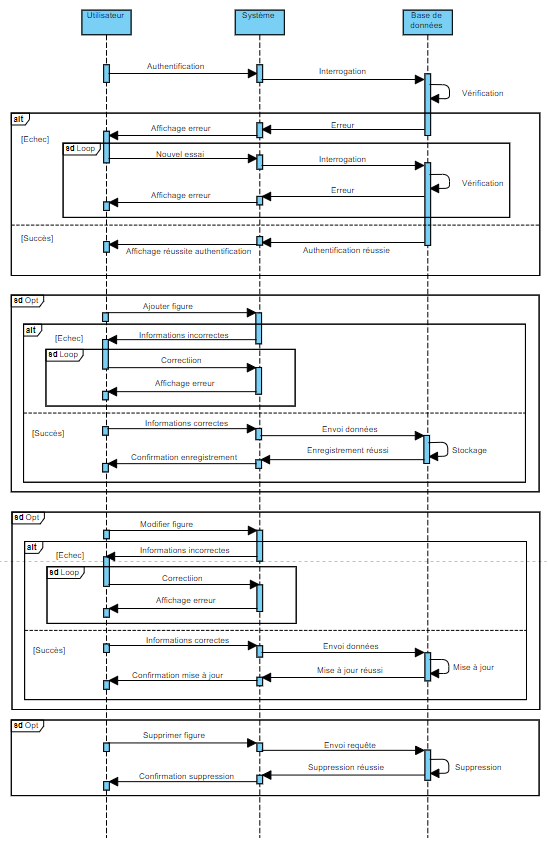 Utilisateur
Système
Base de
données
Authentification
Interrogation
Vérification
alt
[Echec]
Affichage erreur
Erreur
sd Loop
Nouvel essai
Interrogation
Vérification
Affichage erreur
Erreur
[Succès]
Affichage réussite authentification
Authentification réussie
sd Opt
Ajouter figure
alt
[Echec]
Informations incorrectes
sd Loop
Correctiion
Affichage erreur
[Succès]
Informations correctes
Envoi données
Stockage
Enregistrement réussi
Confirmation enregistrement
sd Opt
Modifier figure
alt
[Echec]
Informations incorrectes
sd Loop
Correctiion
Affichage erreur
[Succès]
Informations correctes
Envoi données
Mise à jour
Mise à jour réussi
Confirmation mise à jour
sd Opt
Supprimer figure
Envoi requête
Suppression
Suppression réussie
Confirmation suppression